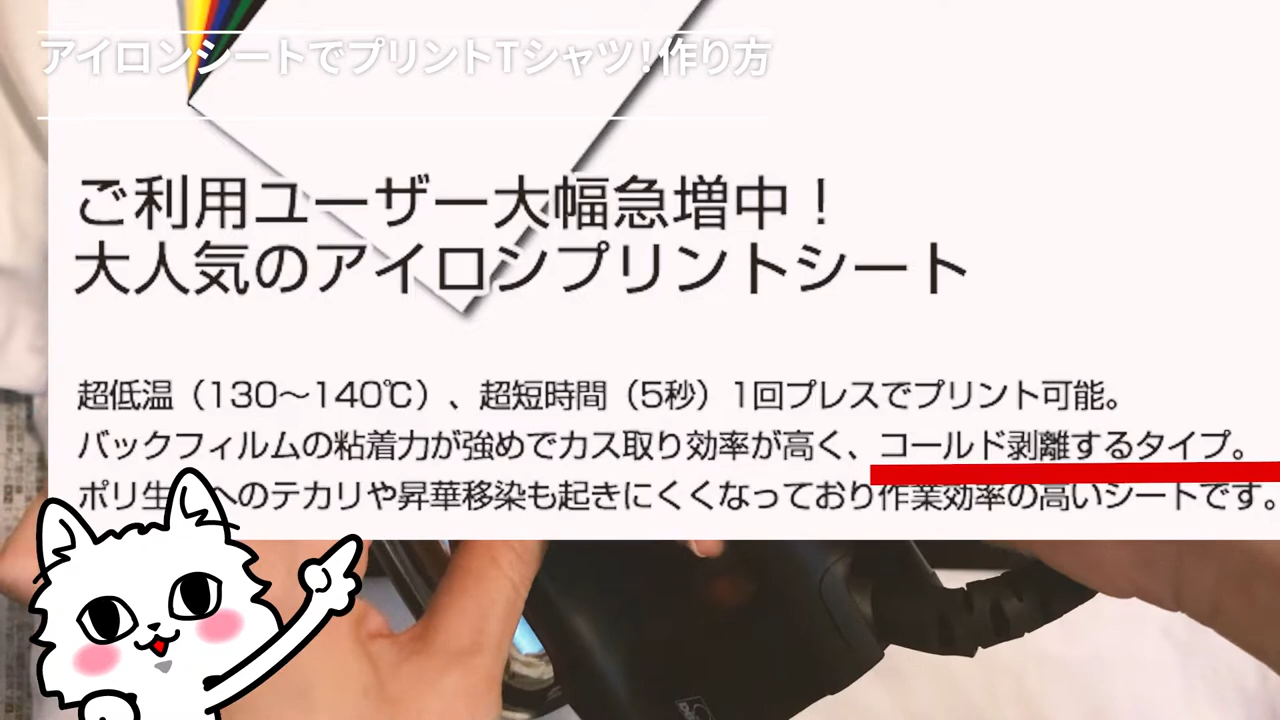 アイロンシートでプリントTシャツ!作り方
ご利用ユーザー大幅急増中！
大人気のアイロンプリントシート
超低温（130〜140℃）、超短時間（5秒）1回プレスでプリント可能。
バックフィルムの粘着力が強めでカス取り効率が高く、コールド剥離するタイプ。
ポリ生 へのテカリや昇華移染も起きにくくなっており作業効率の高いシートです。